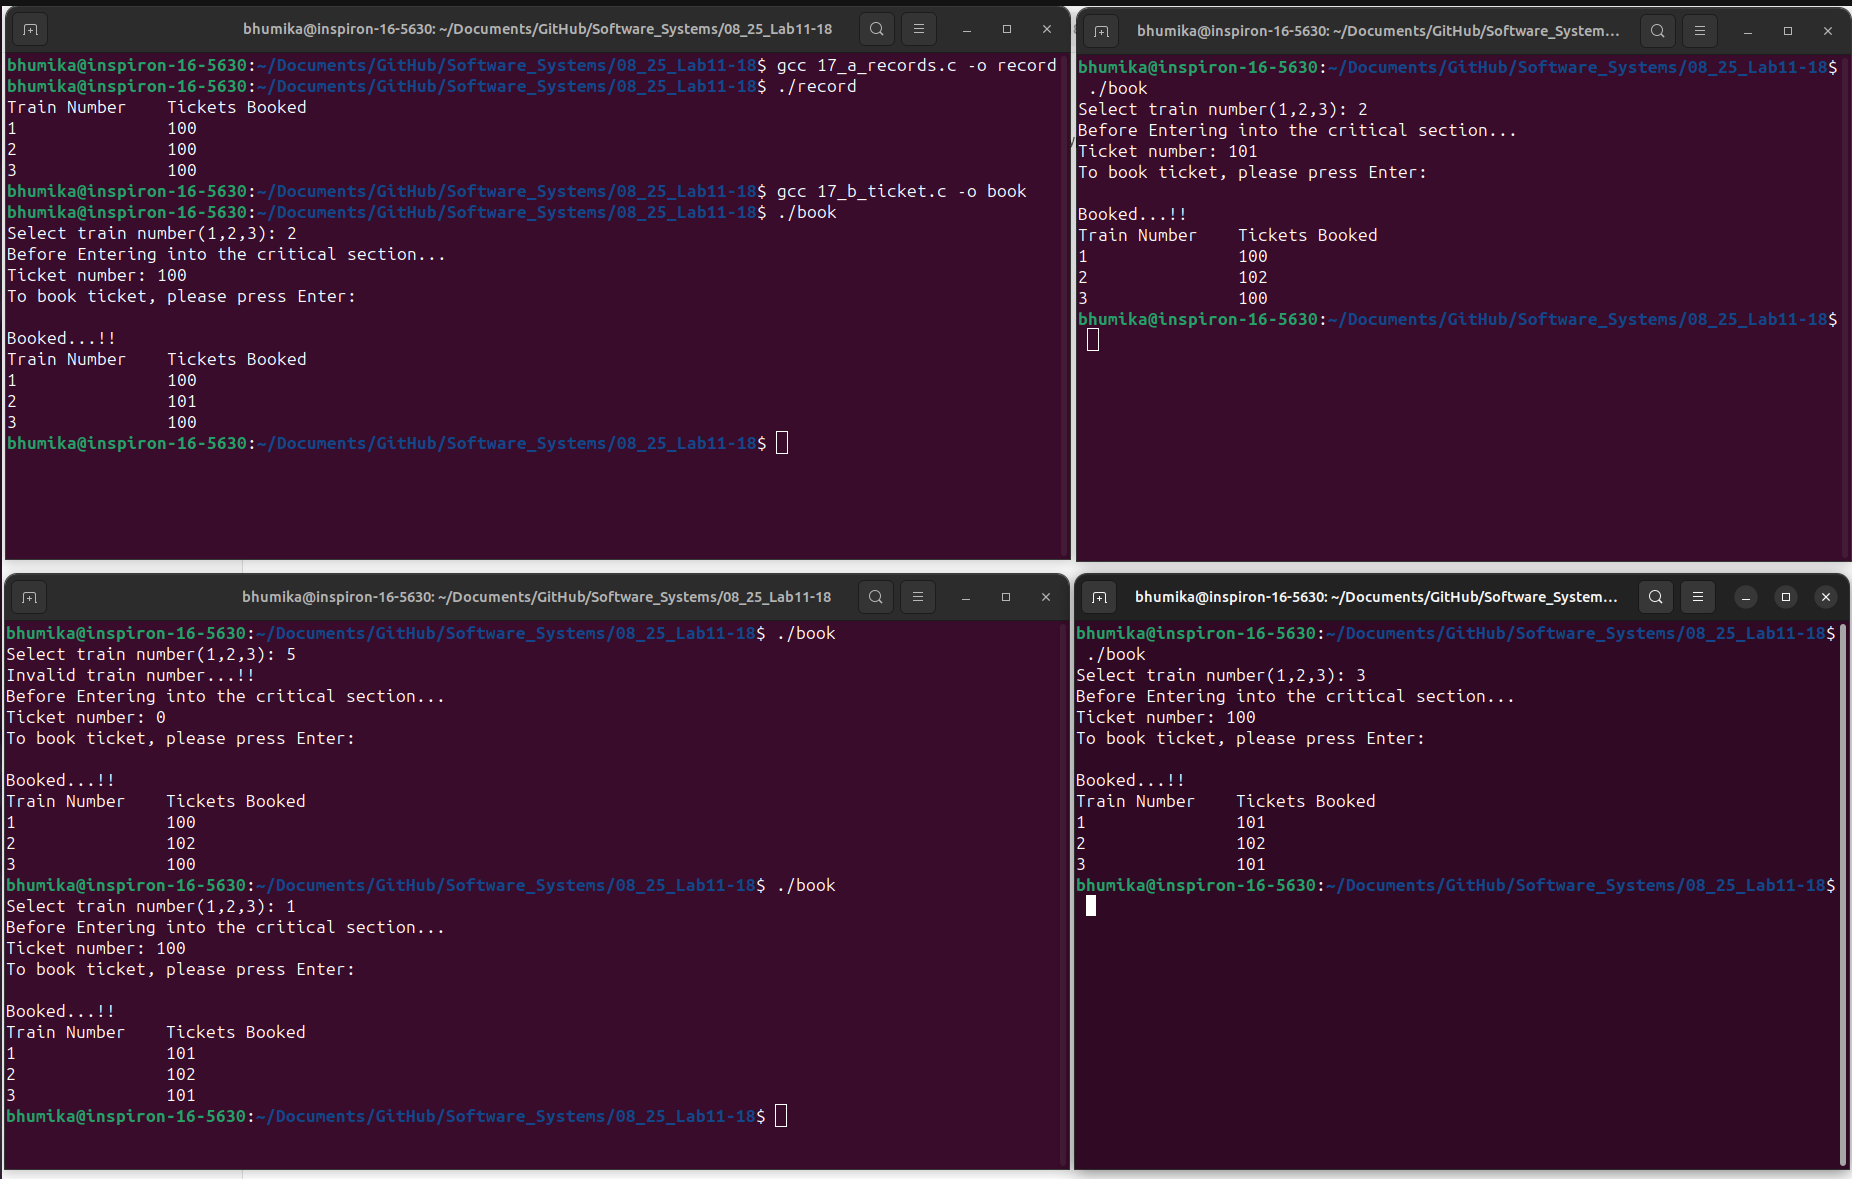 bhumika@inspiron-16-5630: ~/Documents/GitHub/Software_Systems/08_25_Lab11-18
bhumika@inspiron-16-5630:~/Documents/GitHub/Software_Systems/08_25_Lab11-18$ gcc 17_a_records.c -o record
bhumika@inspiron-16-5630:~/Documents/GitHub/Software_Systems/08_25_Lab11-18$ ./record
Train Number    Tickets Booked
1               100
2               100
3               100
bhumika@inspiron-16-5630:~/Documents/GitHub/Software_Systems/08_25_Lab11-18$ gcc 17_b_ticket.c -o book
bhumika@inspiron-16-5630:~/Documents/GitHub/Software_Systems/08_25_Lab11-18$ ./book
Select train number(1,2,3): 2
Before Entering into the critical section...
Ticket number: 100
To book ticket, please press Enter:
Booked...!!
Train Number    Tickets Booked
1               100
2               101
3               100
bhumika@inspiron-16-5630:~/Documents/GitHub/Software_Systems/08_25_Lab11-18$
bhumika@inspiron-16-5630: ~/Documents/GitHub/Software_System...
bhumika@inspiron-16-5630:~/Documents/GitHub/Software_Systems/08_25_Lab11-18$
./book
Select train number(1,2,3): 2
Before Entering into the critical section...
Ticket number: 101
To book ticket, please press Enter:
Booked...!!
Train Number    Tickets Booked
1               100
2               102
3               100
bhumika@inspiron-16-5630:~/Documents/GitHub/Software_Systems/08_25_Lab11-18$
bhumika@inspiron-16-5630: ~/Documents/GitHub/Software_Systems/08_25_Lab11-18
bhumika@inspiron-16-5630:~/Documents/GitHub/Software_Systems/08_25_Lab11-18$ ./book
Select train number(1,2,3): 5
Invalid train number...!!
Before Entering into the critical section...
Ticket number: 0
To book ticket, please press Enter:
Booked...!!
Train Number    Tickets Booked
1               100
2               102
3               100
bhumika@inspiron-16-5630:~/Documents/GitHub/Software_Systems/08_25_Lab11-18$ ./book
Select train number(1,2,3): 1
Before Entering into the critical section...
Ticket number: 100
To book ticket, please press Enter:
Booked...!!
Train Number    Tickets Booked
1               101
2               102
3               101
bhumika@inspiron-16-5630:~/Documents/GitHub/Software_Systems/08_25_Lab11-18$
bhumika@inspiron-16-5630: ~/Documents/GitHub/Software_System...
bhumika@inspiron-16-5630:~/Documents/GitHub/Software_Systems/08_25_Lab11-18$
./book
Select train number(1,2,3): 3
Before Entering into the critical section...
Ticket number: 100
To book ticket, please press Enter:
Booked...!!
Train Number    Tickets Booked
1               101
2               102
3               101
bhumika@inspiron-16-5630:~/Documents/GitHub/Software_Systems/08_25_Lab11-18$